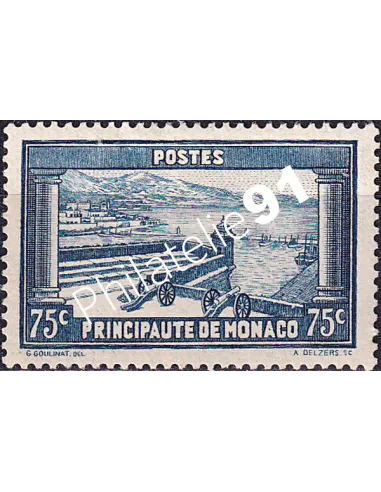 POSTES
Philatelie91
75c PRINCIPAUTE DE MONACO 75c
G GOULINAT. DEL A. DELZERS. SC